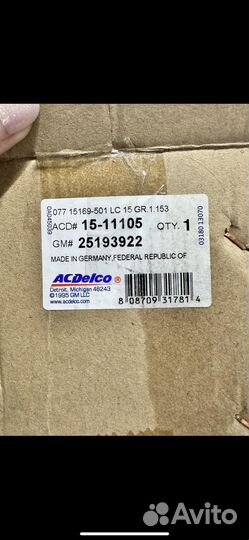 077 15169-501 LC 15 GR.1.153
ACD# 15-11105 QTY. 1
GM# 25193922
MADE IN GERMANY,FEDERAL REPUBLIC OF
03180 13070
ACDelco ®
Detroit, Michigan 48243
©1995 GM LLC
www.acdelco.com
8 08709 31781 4
Avito